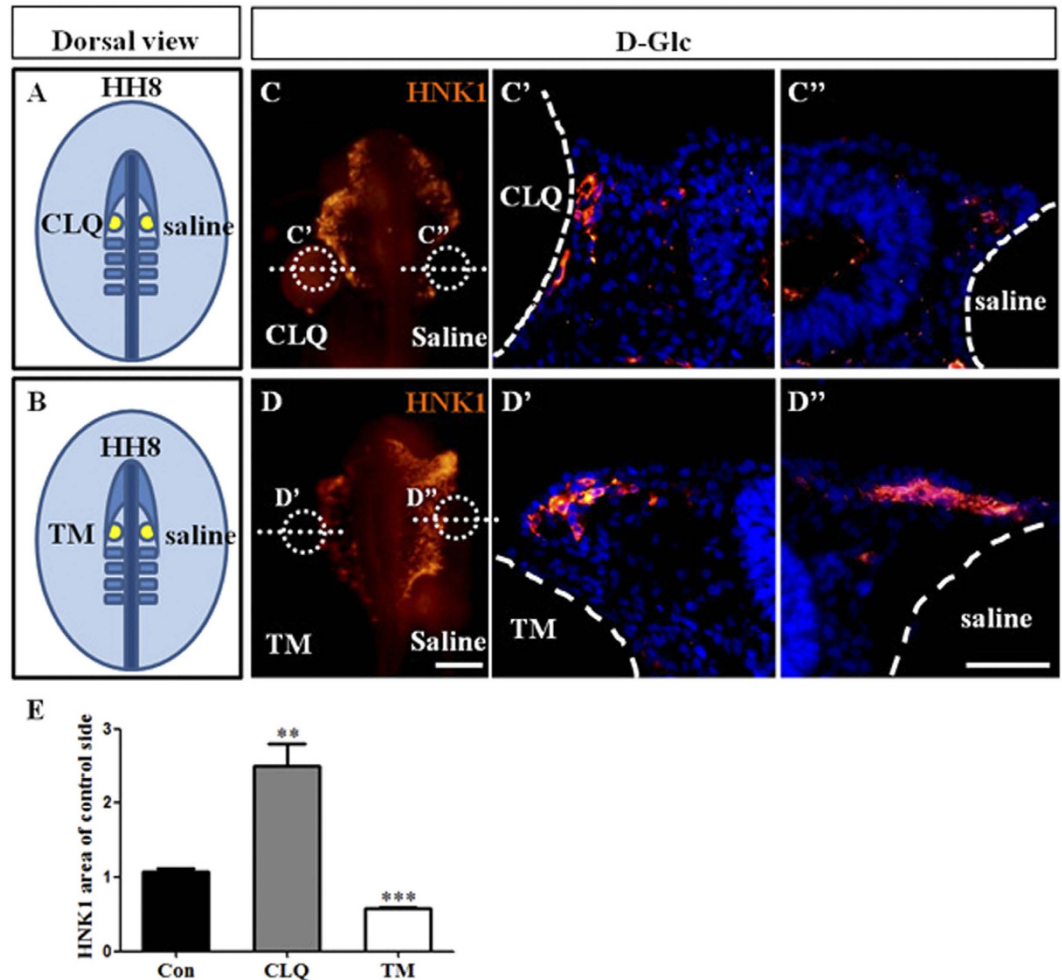 Dorsal view
D-Glc
A
HH8
CLQ
saline
C
HNK1
C’
C”
CLQ
Saline
C’
CLQ
C”
saline
B
HH8
TM
saline
D
HNK1
D’
D”
TM
Saline
D’
TM
D”
saline
E
HNK1 area of control side
3
2
1
0
**
***
Con
CLQ
TM